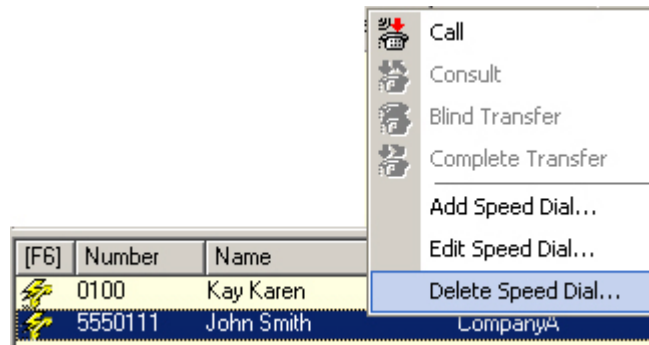 Call
Consult
Blind Transfer
Complete Transfer
Add Speed Dial...
Edit Speed Dial...
Delete Speed Dial...
[F6] Number Name
0100 Kay Karen
5550111 John Smith CompanyA